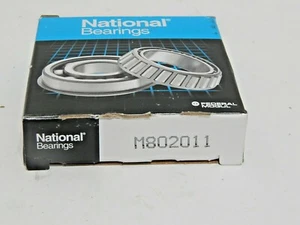 National®
Bearings
FEDERAL
MOGUL
National®
Bearings
M802011